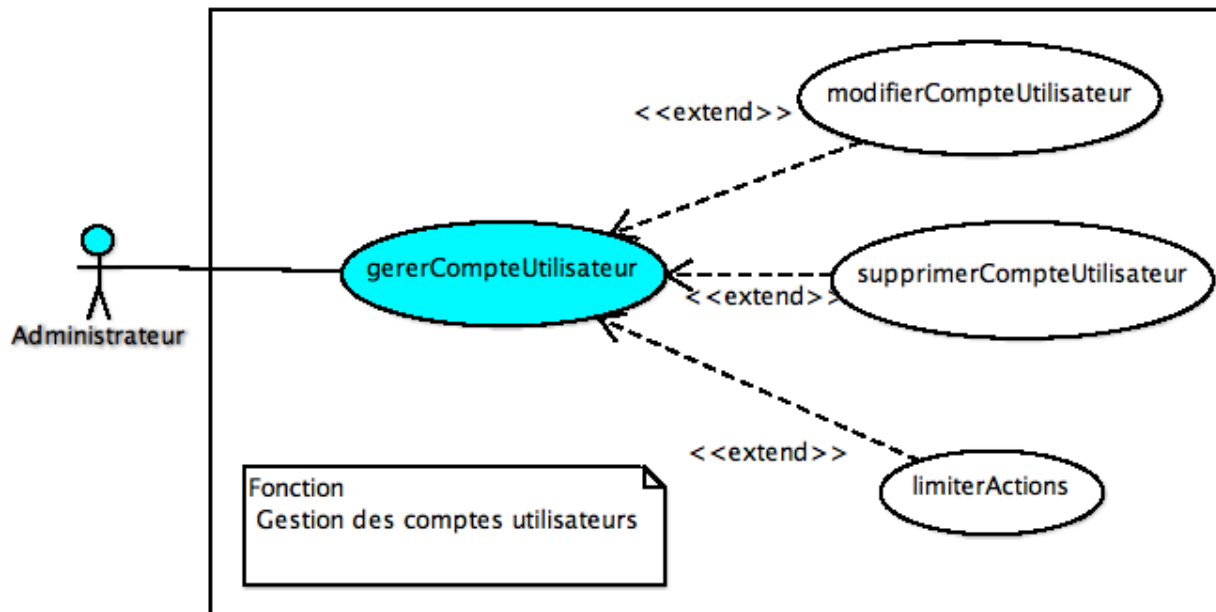 modifierCompteUtilisateur
<<extend>>
gererCompteUtilisateur
supprimerCompteUtilisateur
<<extend>>
Administrateur
<<extend>>
limiterActions
Fonction
Gestion des comptes utilisateurs